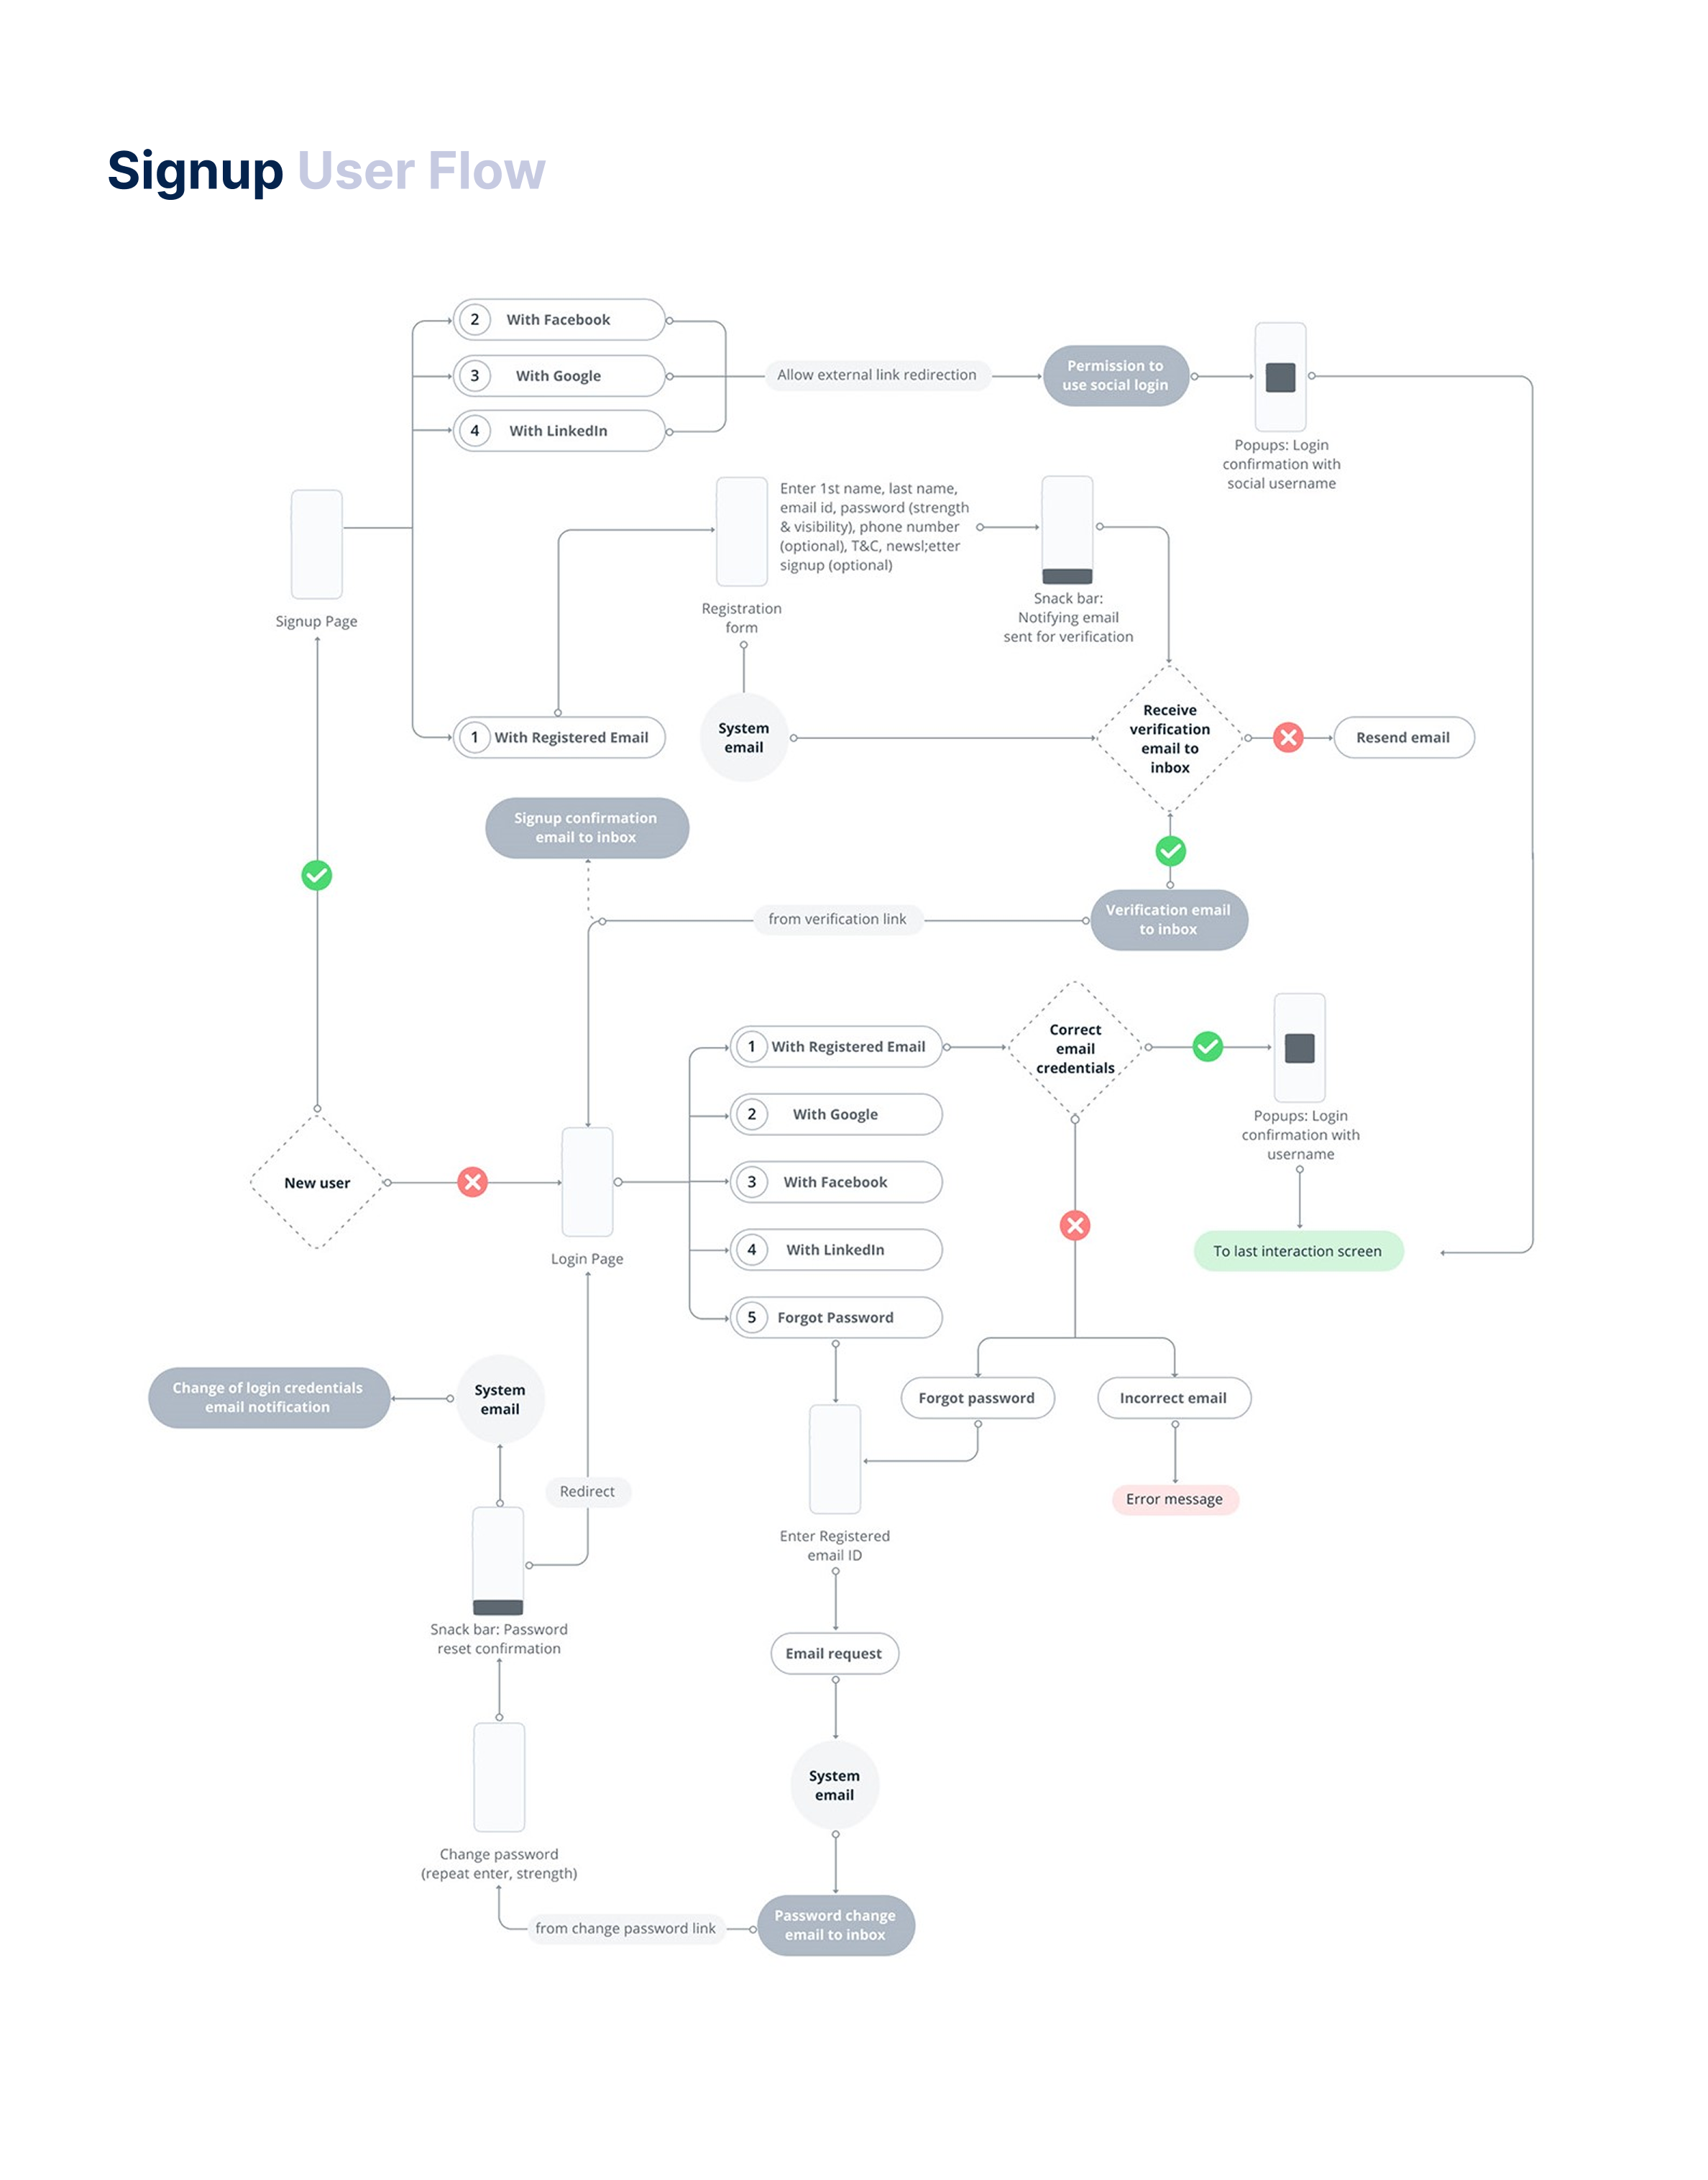 Signup User Flow
2 With Facebook
3 With Google
4 With LinkedIn
Allow external link redirection
Permission to
use social login
Popups: Login
confirmation with
social username
Signup Page
Enter 1st name, last name,
email id, password (strength
& visibility), phone number
(optional), T&C, newsl;etter
signup (optional)
Registration
form
Snack bar:
Notifying email
sent for verification
1 With Registered Email
System
email
Receive
verification
email to
inbox
Resend email
Signup confirmation
email to inbox
from verification link
Verification email
to inbox
New user
Login Page
1 With Registered Email
2 With Google
3 With Facebook
4 With LinkedIn
5 Forgot Password
Correct
email
credentials
Popups: Login
confirmation with
username
To last interaction screen
Forgot password
Incorrect email
Error message
Change of login credentials
email notification
System
email
Redirect
Snack bar: Password
reset confirmation
Enter Registered
email ID
Email request
System
email
Change password
(repeat enter, strength)
from change password link
Password change
email to inbox